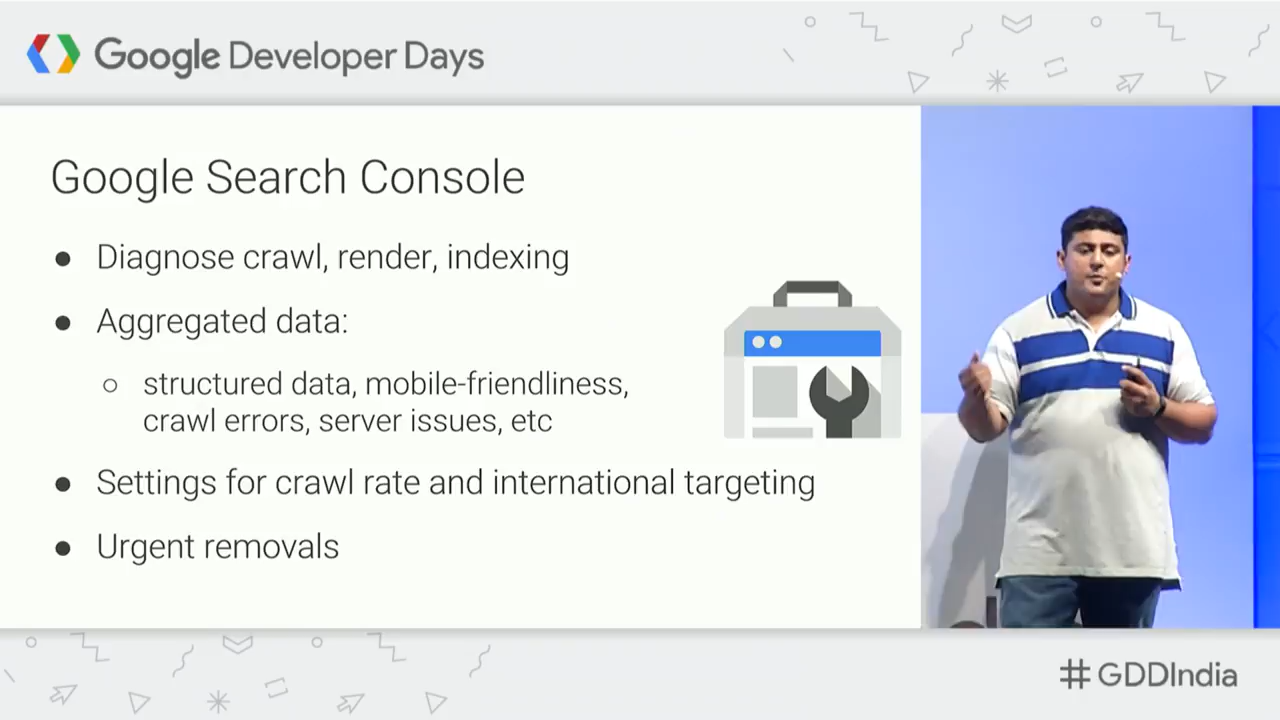 Google Developer Days
Google Search Console
● Diagnose crawl, render, indexing
● Aggregated data:
○ structured data, mobile-friendliness,
crawl errors, server issues, etc
● Settings for crawl rate and international targeting
● Urgent removals
#GDDIndia